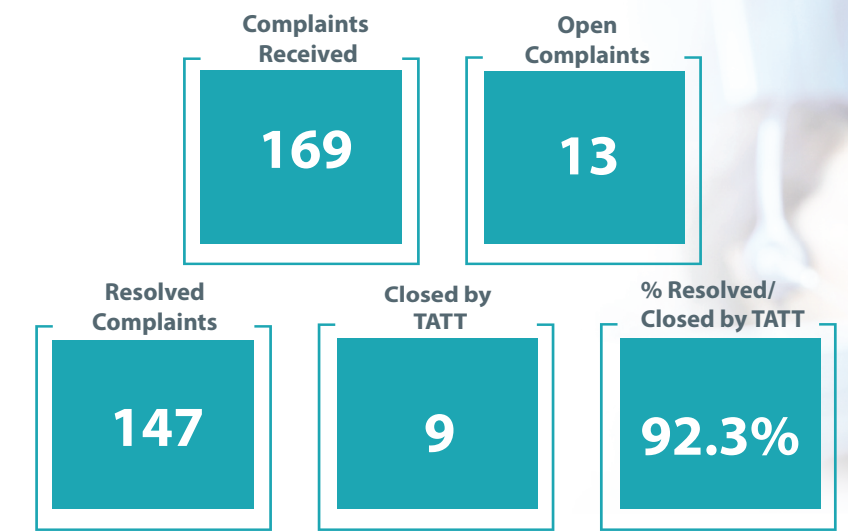 Complaints
Received
169
Open
Complaints
13
Resolved
Complaints
147
Closed by
TATT
9
% Resolved/
Closed by TATT
92.3%